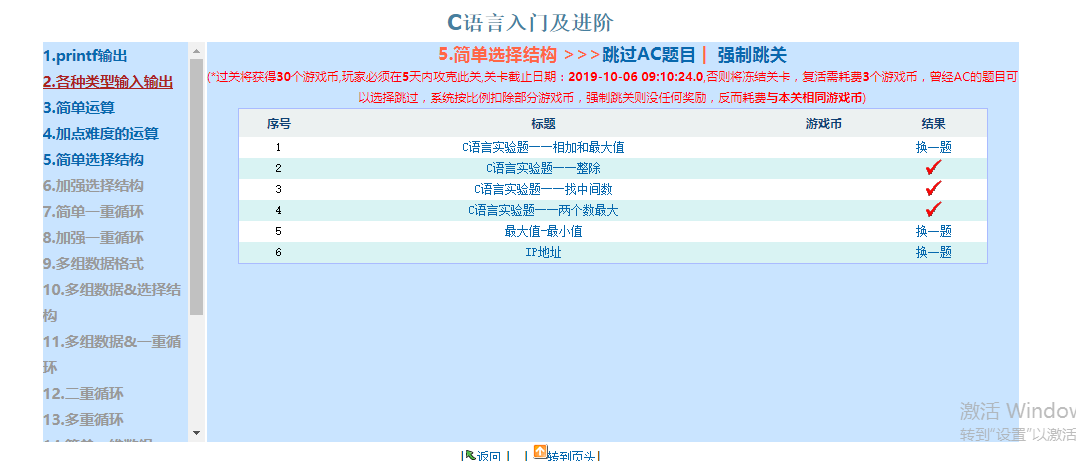 C语言入门及进阶
1.printf输出
2.各种类型输入输出
3.简单运算
4.加点难度的运算
5.简单选择结构
6.加强选择结构
7.简单一重循环
8.加强一重循环
9.多组数据格式
10.多组数据&选择结
构
11.多组数据&一重循
环
12.二重循环
13.多重循环
5.简单选择结构 >>>跳过AC题目 | 强制跳关
(*过关将获得30个游戏币,玩家必须在5天内攻克此关,关卡截止日期：2019-10-06 09:10:24.0,否则将冻结关卡，复活需耗费3个游戏币，曾经AC的题目可
以选择跳过，系统按比例扣除部分游戏币，强制跳关则没任何奖励，反而耗费与本关相同游戏币)
序号 标题 游戏币 结果
1 C语言实验题——相加和最大值 换一题
2 C语言实验题——整除
3 C语言实验题——找中间数
4 C语言实验题——两个数最大
5 最大值-最小值 换一题
6 IP地址 换一题
激活 Window
转到"设置"以激活
|返回 | | 转到页头|